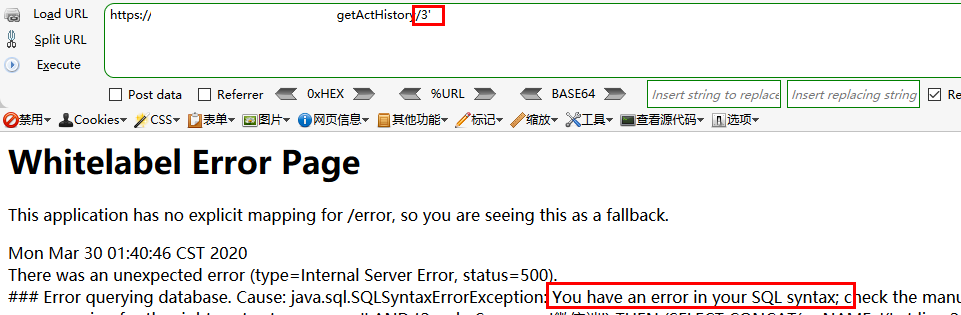 Load URL
https:// getActHistory/3'
Split URL
Execute
Post data Referrer 0xHEX %URL BASE64 Insert string to replace Insert replacing string Re
禁用 Cookies CSS 表单 图片 网页信息 其他功能 标记 缩放 工具 查看源代码 选项
Whitelabel Error Page
This application has no explicit mapping for /error, so you are seeing this as a fallback.
Mon Mar 30 01:40:46 CST 2020
There was an unexpected error (type=Internal Server Error, status=500).
### Error querying database. Cause: java.sql.SQLSyntaxErrorException: You have an error in your SQL syntax; check the manu